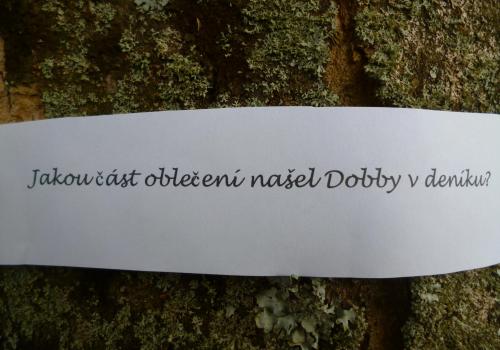 Jakou část oblečení našel Dobby v deníku?